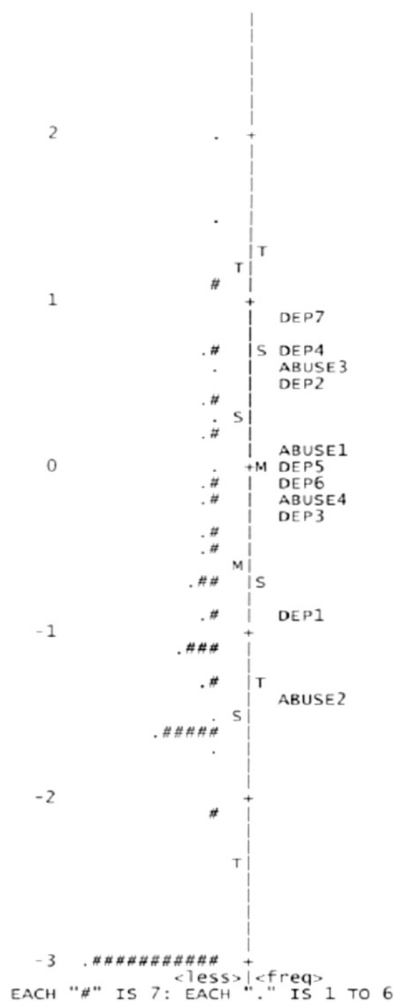 2 . +
.
T
T
# 
1 +
DEP7
.# S DEP4
. ABUSE3
DEP2
.#
. S
.#
ABUSE1
0 . +M DEP5
.# DEP6
.# ABUSE4
DEP3
.#
.#
M
.## S
.# DEP1
-1 +
.###
.# T
ABUSE2
. S
.#####
.
-2 +
#
T
-3 .########### +
<less>|<freq>
EACH "#" IS 7: EACH "." IS 1 TO 6